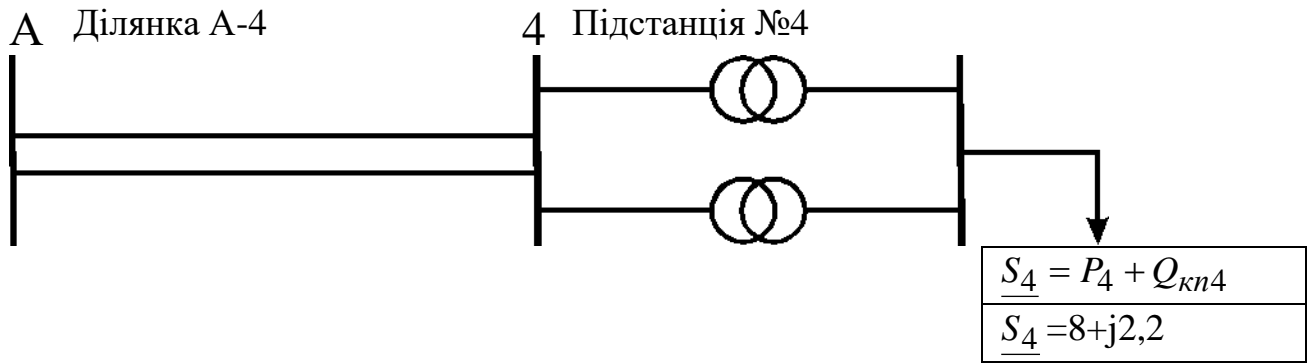 А Ділянка А-4 4 Підстанція №4
S4 = P4 + Qкп4
S4 =8+j2,2